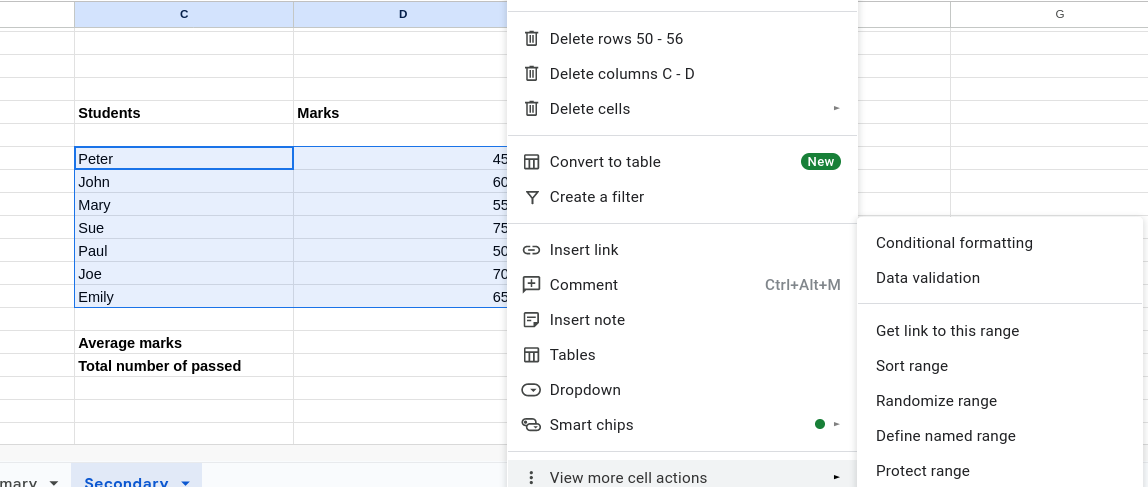 C D G
Students Marks
Peter 45
John 60
Mary 55
Sue 75
Paul 50
Joe 70
Emily 65
Average marks
Total number of passed
mary Secondary
Delete rows 50 - 56
Delete columns C - D
Delete cells
Convert to table New
Create a filter
Insert link
Comment Ctrl+Alt+M
Insert note
Tables
Dropdown
Smart chips
View more cell actions
Conditional formatting
Data validation
Get link to this range
Sort range
Randomize range
Define named range
Protect range